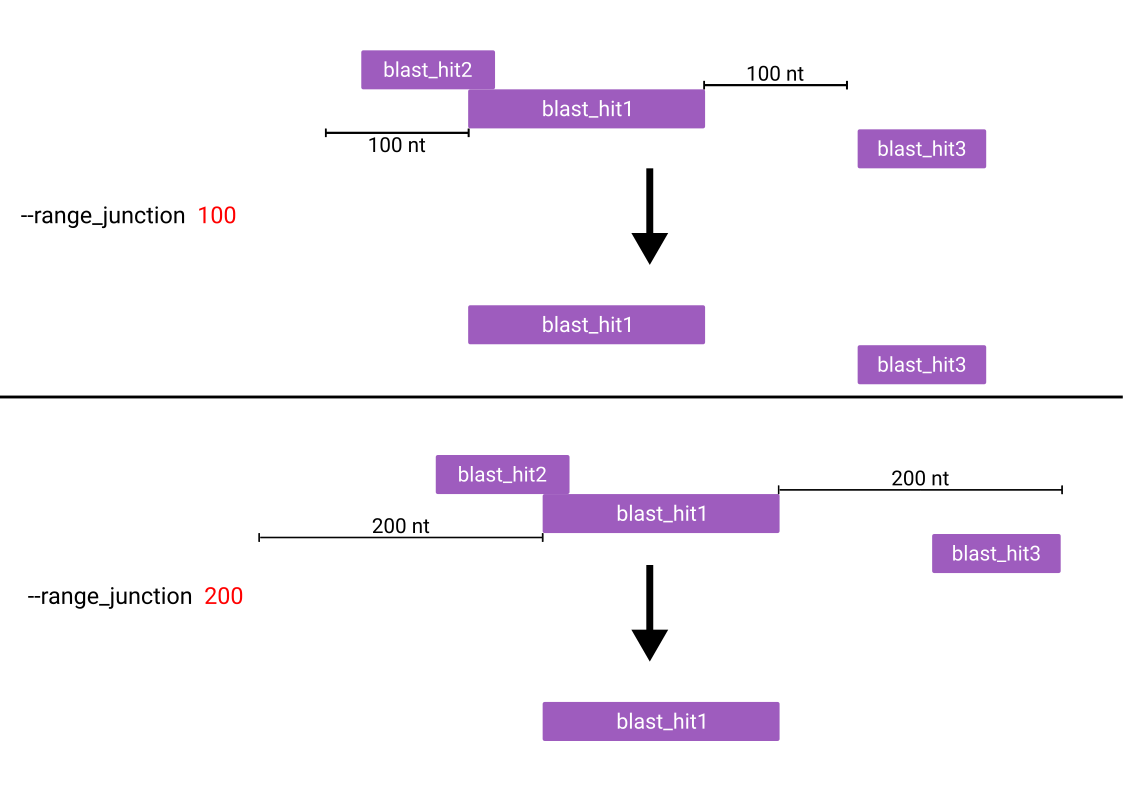 blast_hit2
100 nt
blast_hit1
100 nt
blast_hit3
--range_junction 100
blast_hit1
blast_hit3
blast_hit2
200 nt
blast_hit1
200 nt
blast_hit3
--range_junction 200
blast_hit1